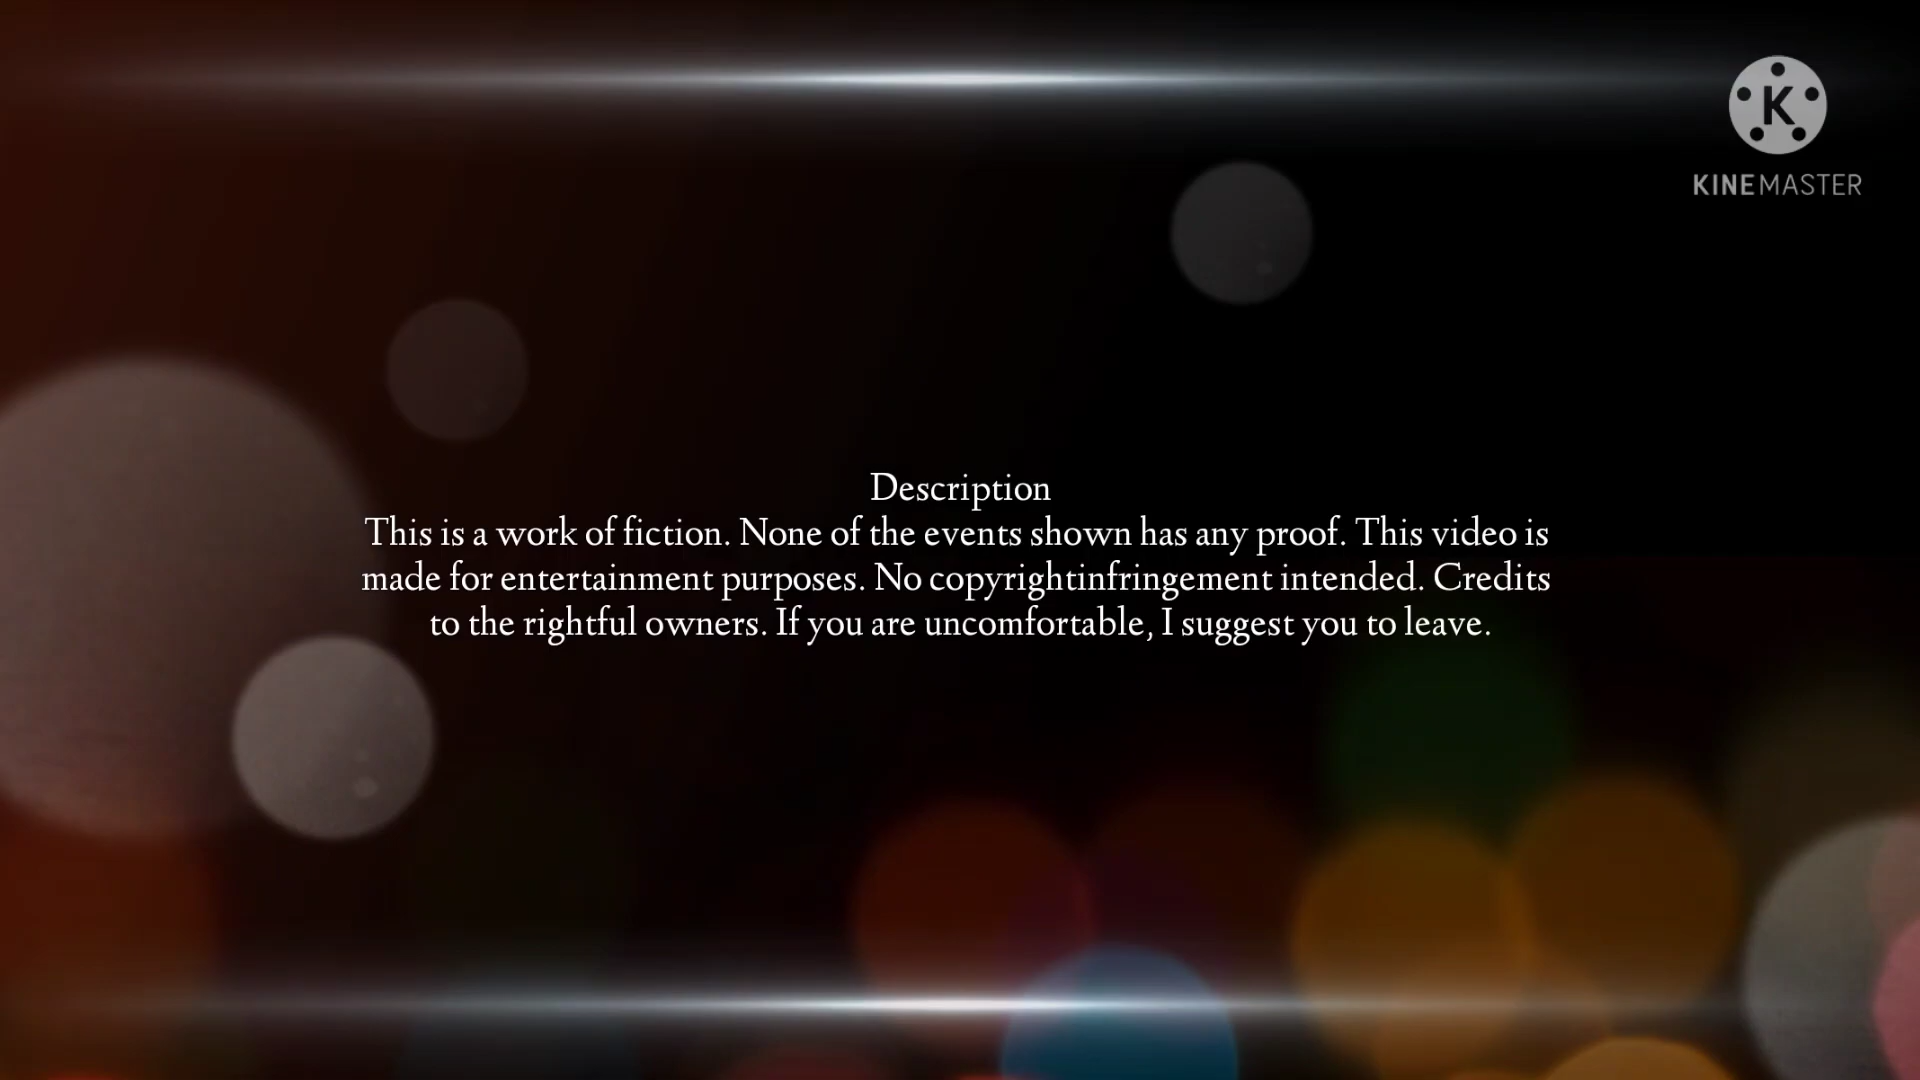 K
KINEMASTER
Description
This is a work of fiction. None of the events shown has any proof. This video is
made for entertainment purposes. No copyrightinfringement intended. Credits
to the rightful owners. If you are uncomfortable, I suggest you to leave.